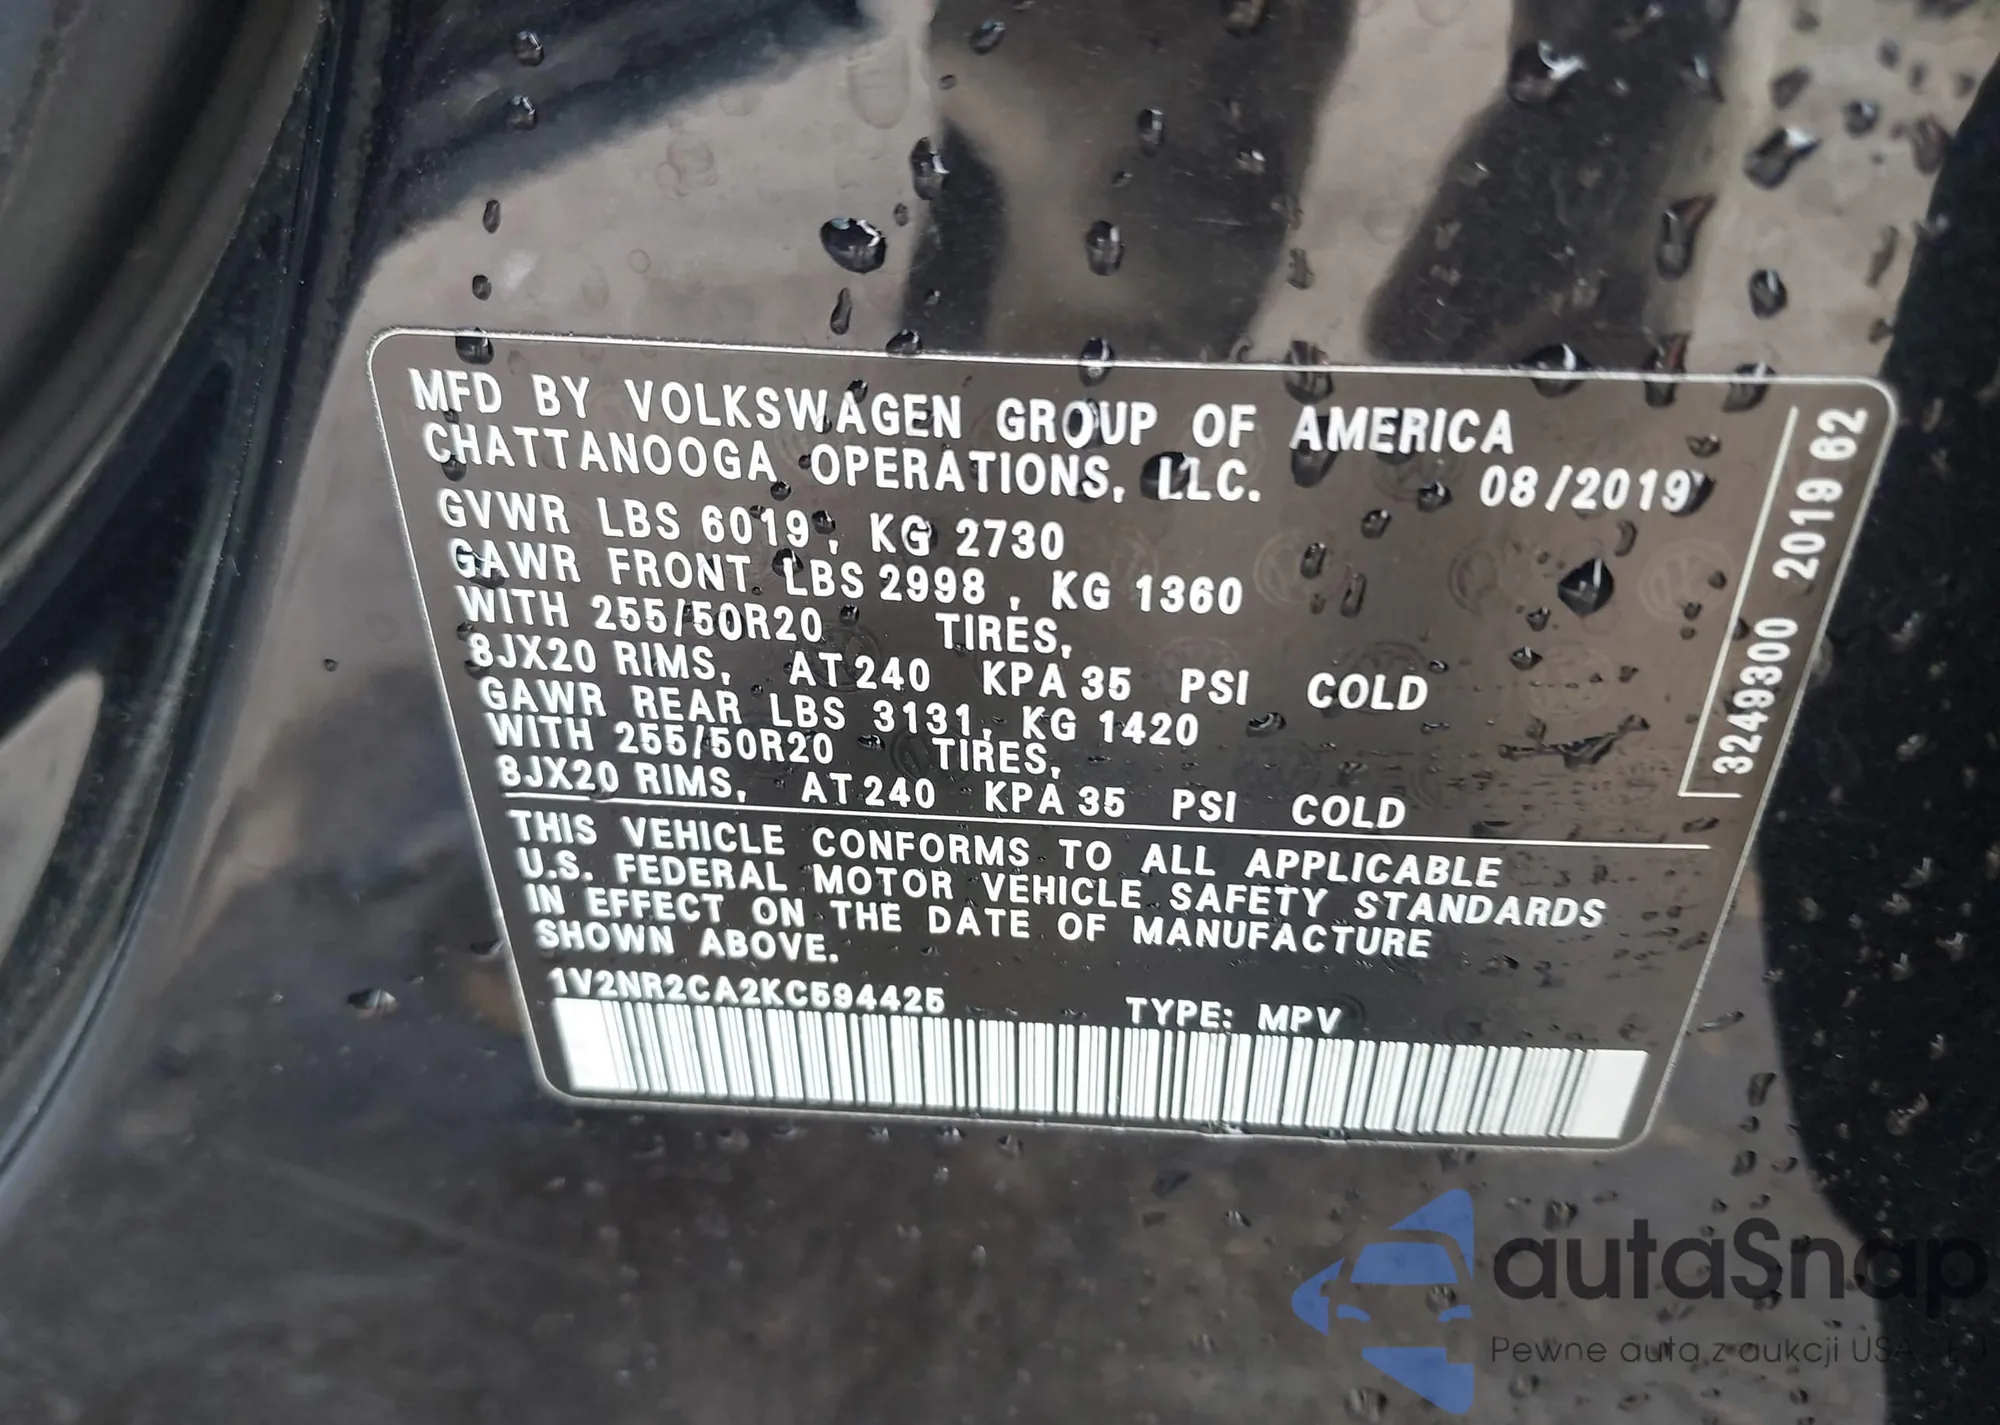 MFD BY VOLKSWAGEN GROUP OF AMERICA
CHATTANOOGA OPERATIONS, LLC. 08/2019
GVWR LBS 6019, KG 2730
GAWR FRONT LBS 2998, KG 1360
WITH 255/50R20 TIRES,
8JX20 RIMS, AT 240 KPA 35 PSI COLD
GAWR REAR LBS 3131, KG 1420
WITH 255/50R20 TIRES,
8JX20 RIMS, AT 240 KPA 35 PSI COLD
THIS VEHICLE CONFORMS TO ALL APPLICABLE
U.S. FEDERAL MOTOR VEHICLE SAFETY STANDARDS
IN EFFECT ON THE DATE OF MANUFACTURE
SHOWN ABOVE.
1V2NR2CA2KC594425 TYPE: MPV
3249300 2019 82
autaSnap
Pewne auta z aukcji USA